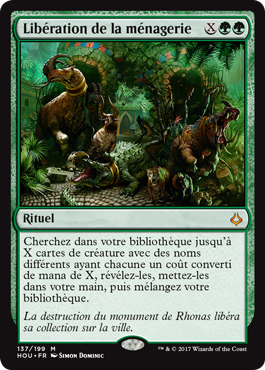 Libération de la ménagerie X
Rituel
Cherchez dans votre bibliothèque jusqu'à
X cartes de créature avec des noms
différents ayant chacune un coût converti
de mana de X, révélez-les, mettez-les
dans votre main, puis mélangez votre
bibliothèque.
La destruction du monument de Rhonas libéra
sa collection sur la ville.
137/199 M
HOU • FR SIMON DOMINIC
™ & © 2017 Wizards of the Coast